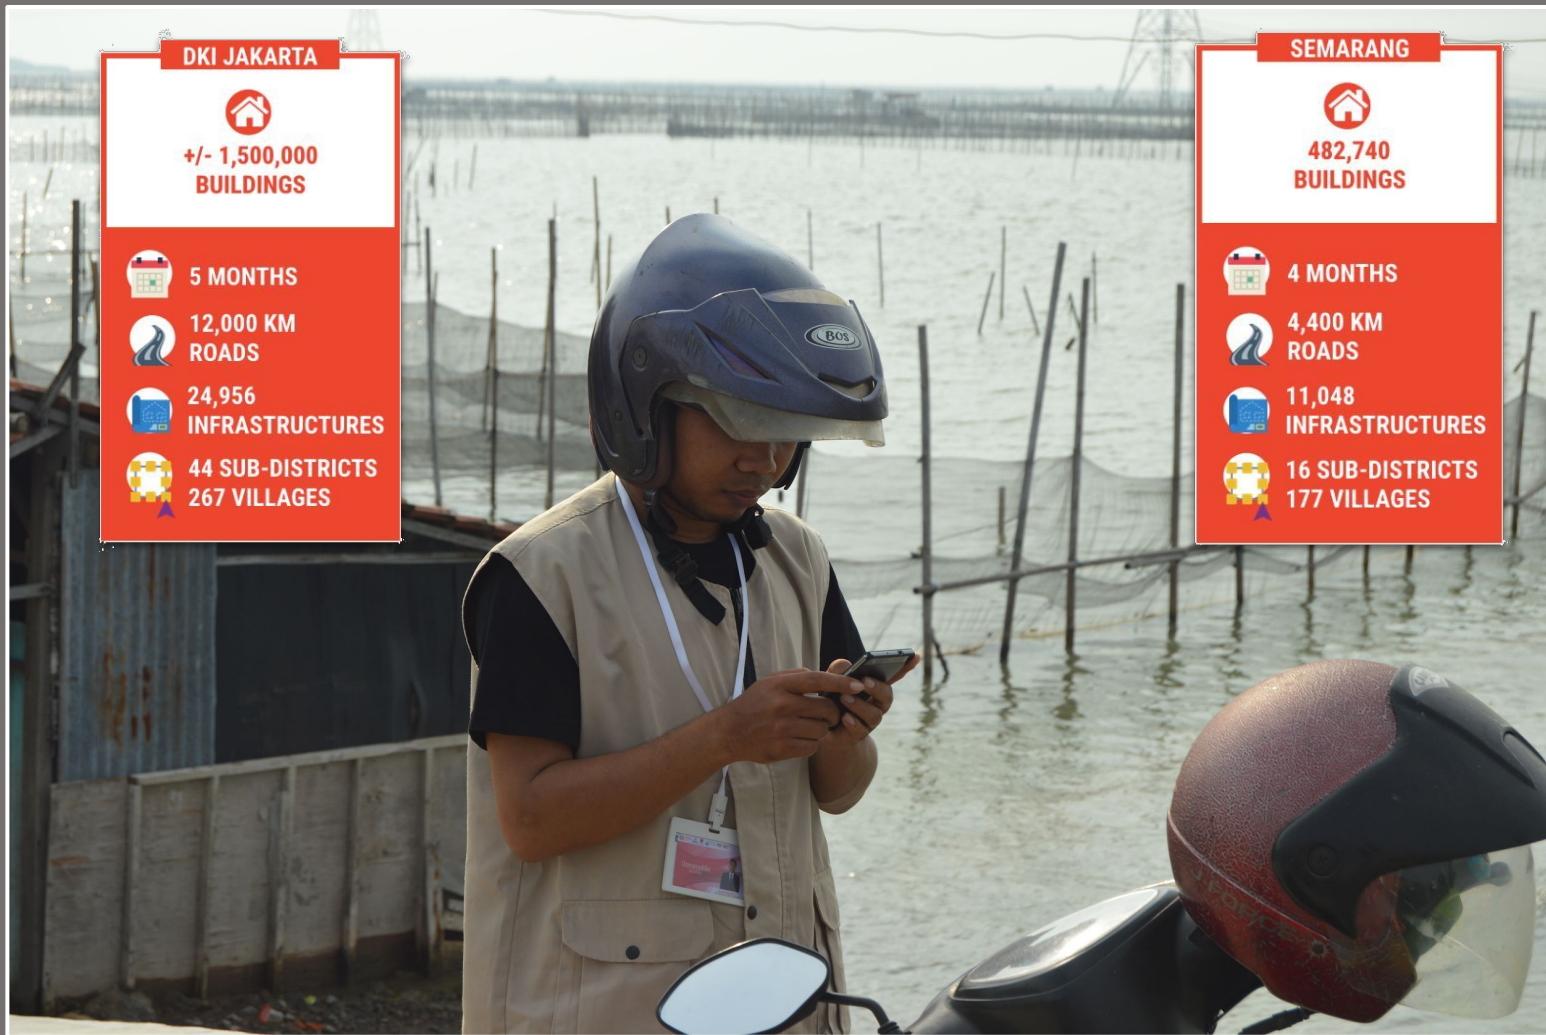 DKI JAKARTA
+/- 1,500,000
BUILDINGS
5 MONTHS
12,000 KM
ROADS
24,956
INFRASTRUCTURES
44 SUB-DISTRICTS
267 VILLAGES
SEMARANG
482,740
BUILDINGS
4 MONTHS
4,400 KM
ROADS
11,048
INFRASTRUCTURES
16 SUB-DISTRICTS
177 VILLAGES
BOS